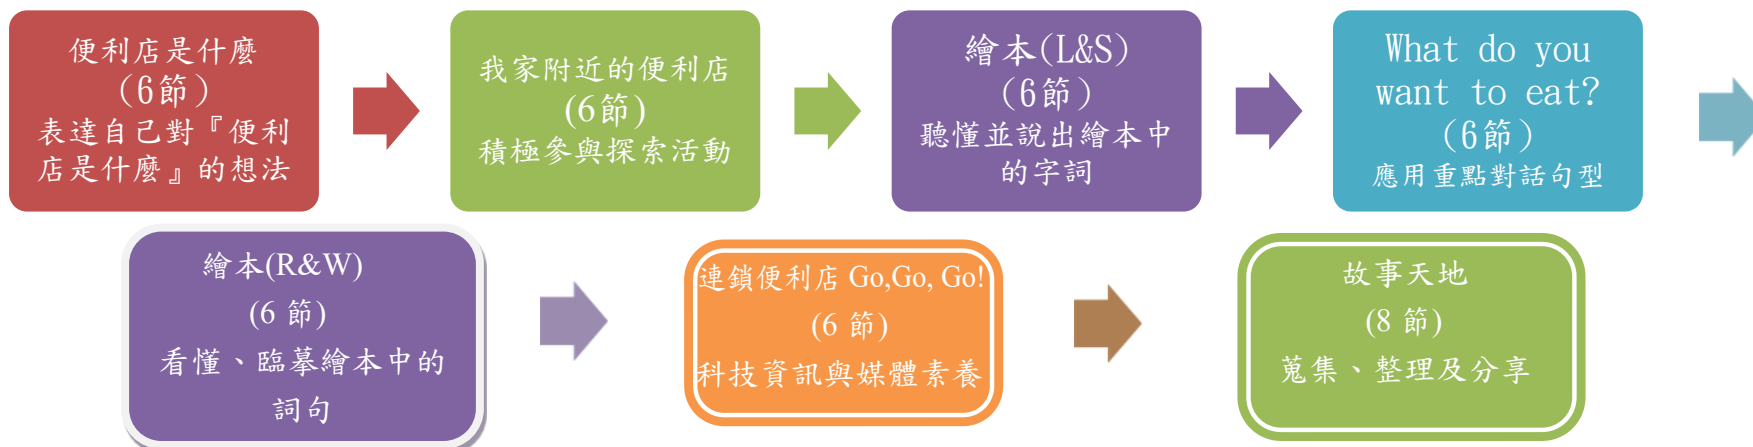 便利店是什麼
(6節)
表達自己對『便利
店是什麼』的想法
我家附近的便利店
(6節)
積極參與探索活動
繪本(L&S)
(6節)
聽懂並說出繪本中
的字詞
What do you
want to eat?
(6節)
應用重點對話句型
繪本(R&W)
(6 節)
看懂、臨摹繪本中的
詞句
連鎖便利店 Go,Go, Go!
(6 節)
科技資訊與媒體素養
故事天地
(8 節)
蒐集、整理及分享